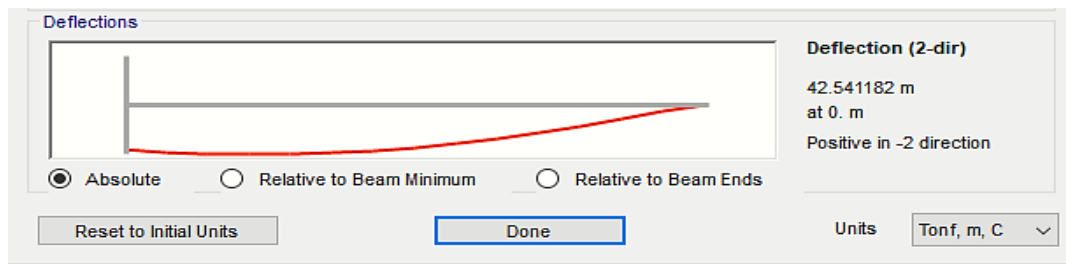 Deflections
Deflection (2-dir)
42.541182 m
at 0. m
Positive in -2 direction
Absolute
Relative to Beam Minimum
Relative to Beam Ends
Reset to Initial Units
Done
Units
Tonf, m, C